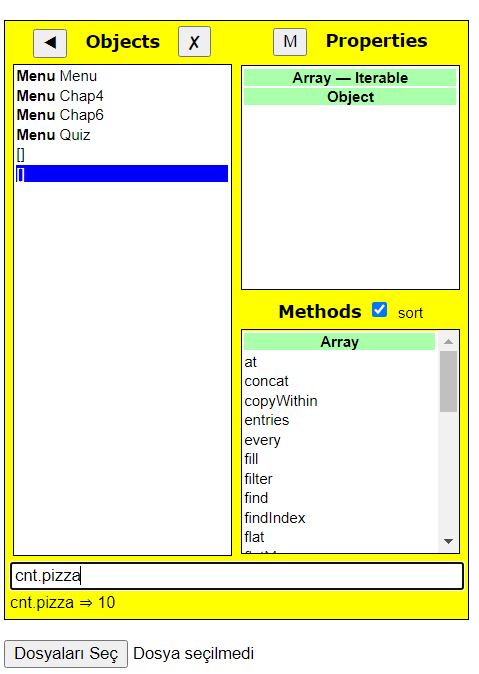 ◄ Objects ✗
Menu Menu
Menu Chap4
Menu Chap6
Menu Quiz
[]
[]
M Properties
Array — Iterable
Object
Methods sort
Array
at
concat
copyWithin
entries
every
fill
filter
find
findIndex
flat
cnt.pizza
cnt.pizza ⇒ 10
Dosyaları Seç Dosya seçilmedi